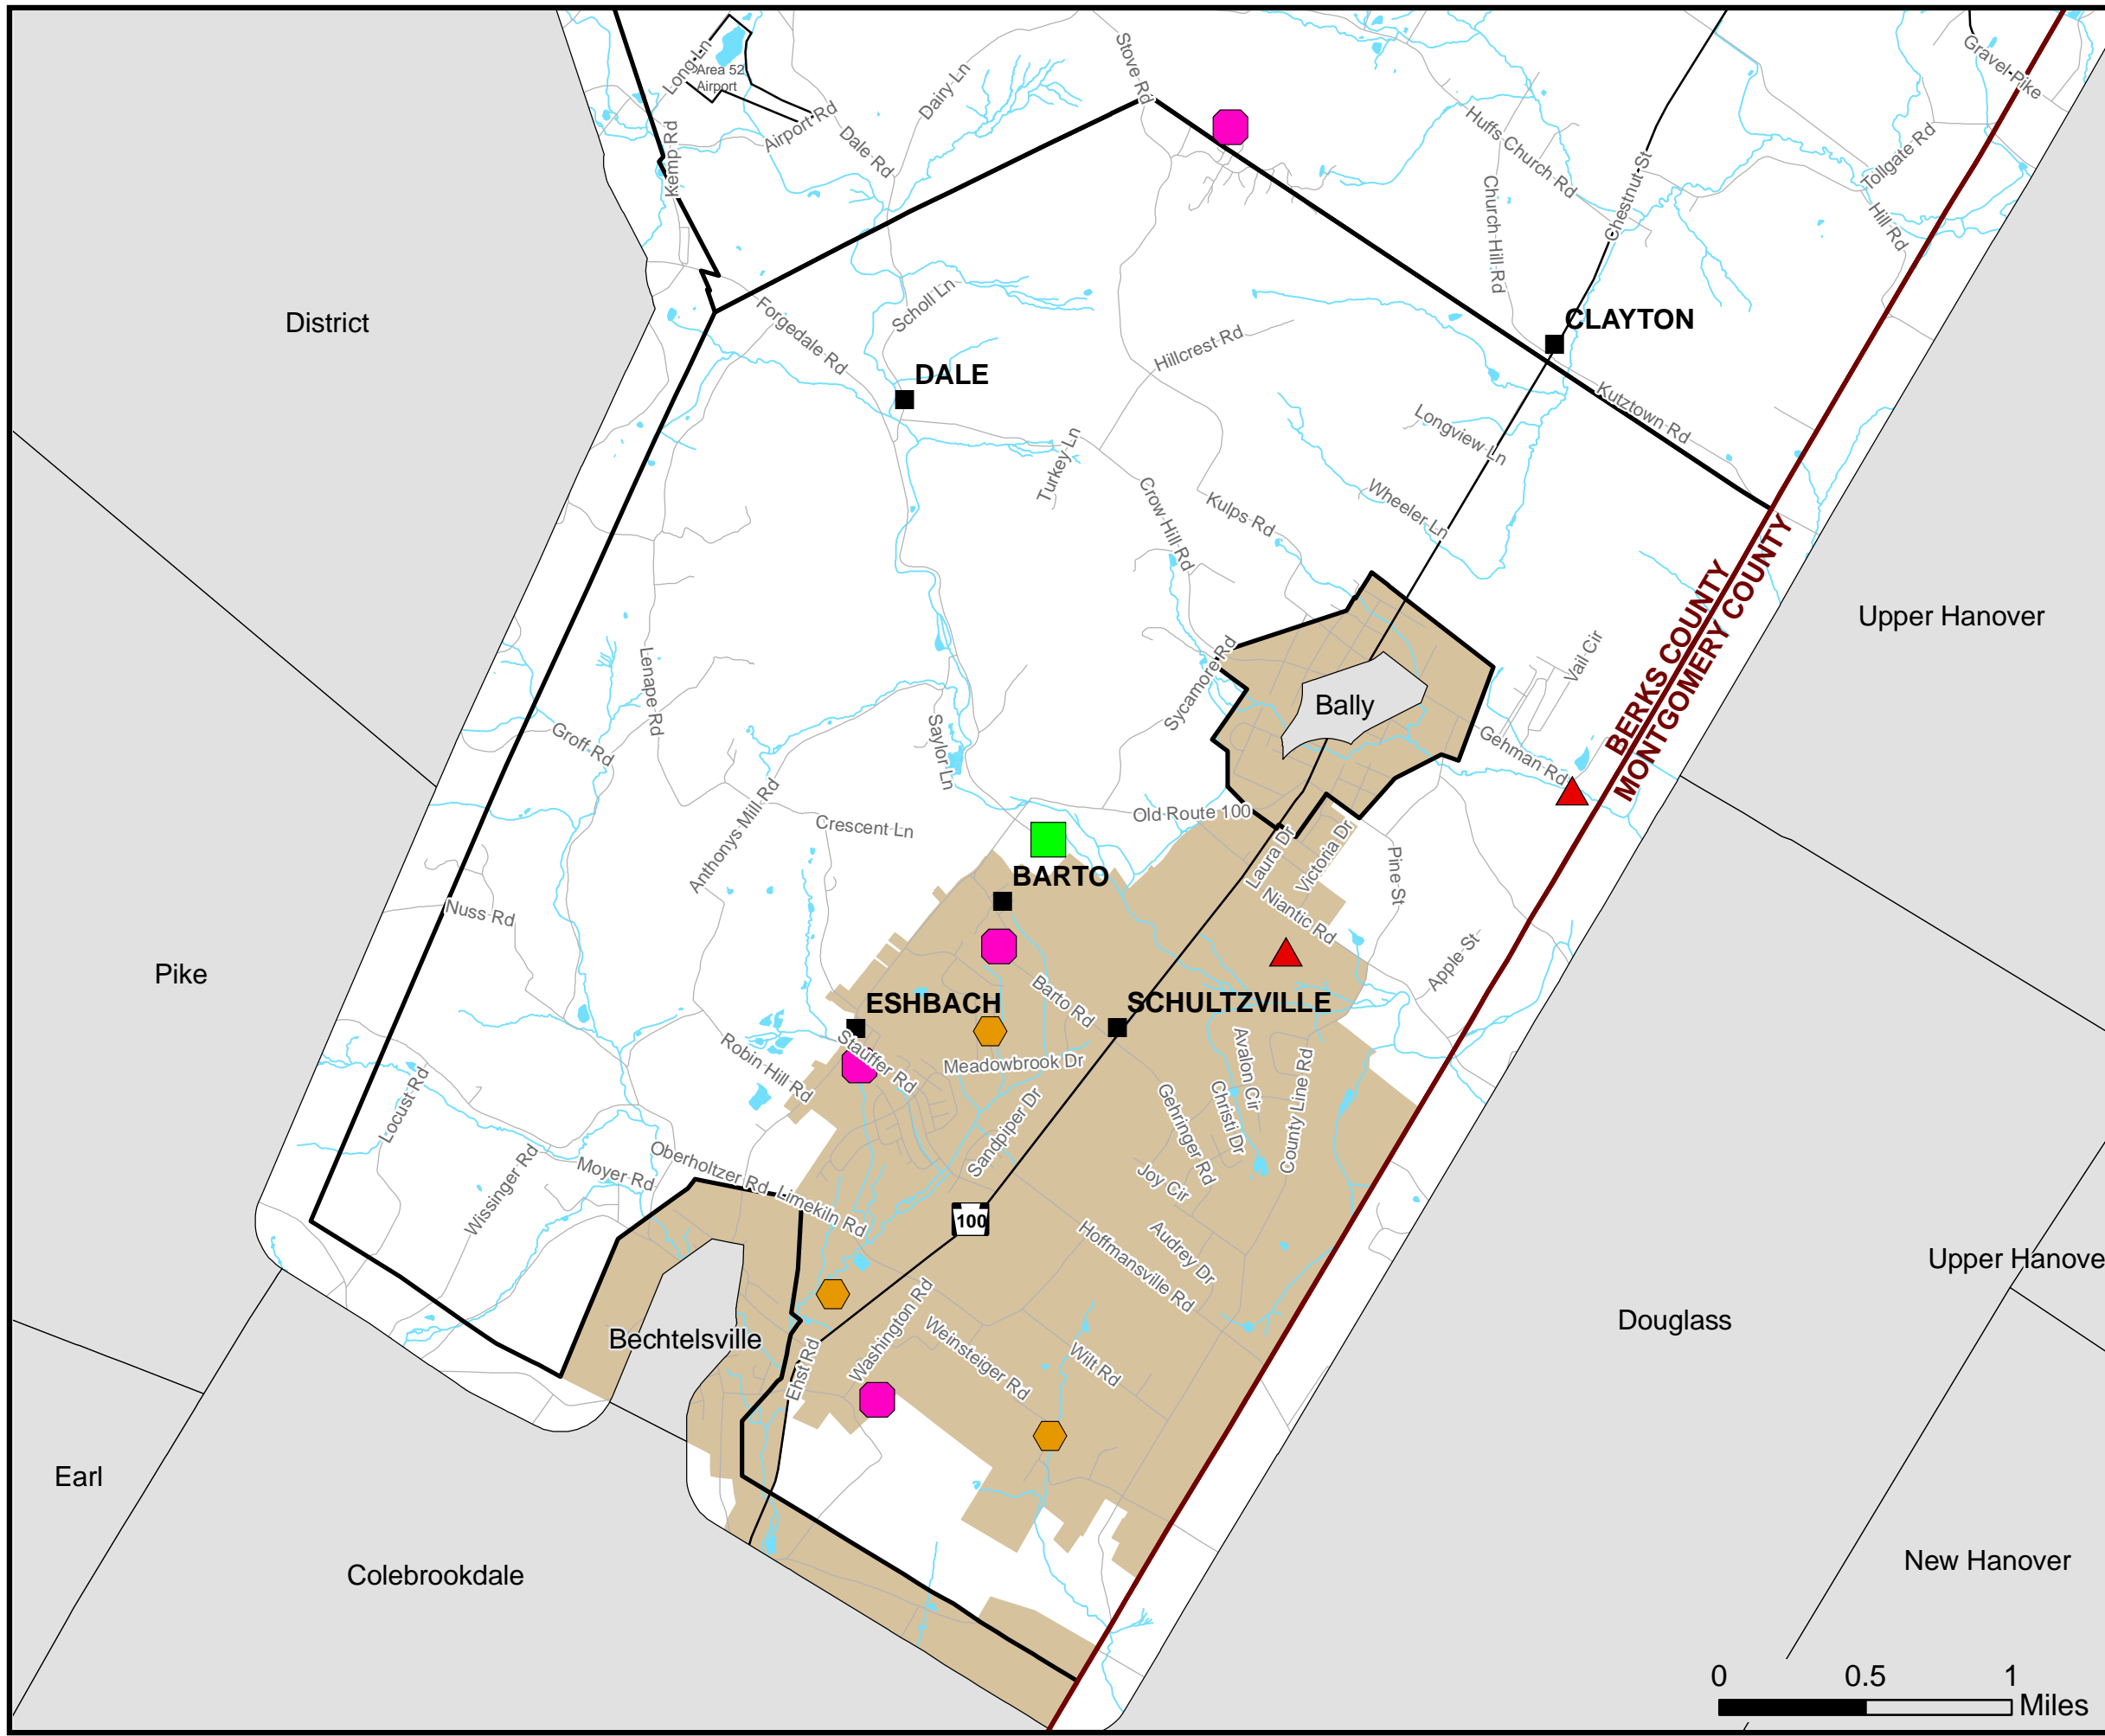 Long Ln
Area 52
Airport
Airport Rd
Dale Rd
Dairy Ln
Stove Rd
Kemp Rd
Huffs Church Rd
Church Hill Rd
Chestnut St
Gravel Pike
Tollgate Rd
Hill Rd
District
Forgedale Rd
Scholl Ln
DALE
Hillcrest Rd
CLAYTON
Kutztown Rd
Longview Ln
Turkey Ln
Crow Hill Rd
Kulps Rd
Wheeler Ln
BERKS COUNTY
MONTGOMERY COUNTY
Upper Hanover
Lenape Rd
Groff Rd
Saylor Ln
Sycamore Rd
Bally
Vail Cir
Gehman Rd
Anthonys Mill Rd
Crescent Ln
Old Route 100
Laura Dr
Victoria Dr
Pine St
BARTO
Niantic Rd
Nuss Rd
Apple St
Pike
ESHBACH
Barto Rd
SCHULTZVILLE
Stauffer Rd
Meadowbrook Dr
Robin Hill Rd
Avalon Cir
Christi Dr
County Line Rd
Gehringer Rd
Locust Rd
Sandpiper Dr
Joy Cir
Wissinger Rd
Moyer Rd
Oberholtzer Rd
Limekiln Rd
100
Audrey Dr
Hoffmansville Rd
Upper Hanove
Washington Rd
Bechtelsville
Ehst Rd
Weinsteiger Rd
Wilt Rd
Douglass
Earl
Colebrookdale
New Hanover
0 0.5 1
Miles